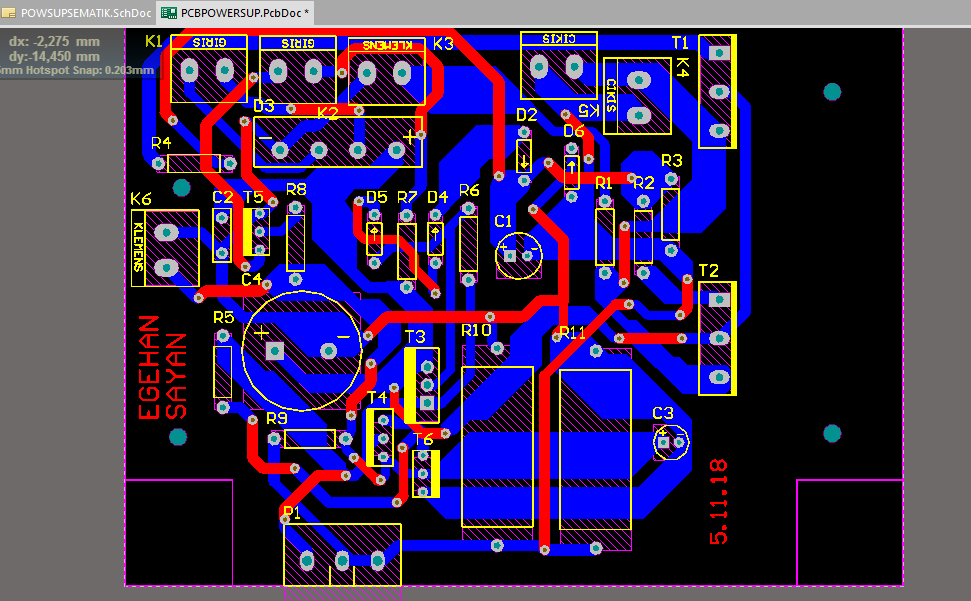 POWSUPSEMATIK.SchDoc PCBPOWERSUP.PcbDoc *
dx: -2,275 mm
dy:-14,450 mm
mm Hotspot Snap: 0.203mm
K1 GIRIS GIRIS KLEMENS K3 CIKIS T1
K4
CIKIS K5
D3 K2 D2 D6
- +
R4 R3
K6 C2 T5 R8 D5 R7 D4 R6 R1 R2
KLEMENS C1
+ -
C4 T2
R5 + - T3 R10 R11
EGEHAN
SAYAN
T4
R9 T6 C3
+ -
5.11.18
P1